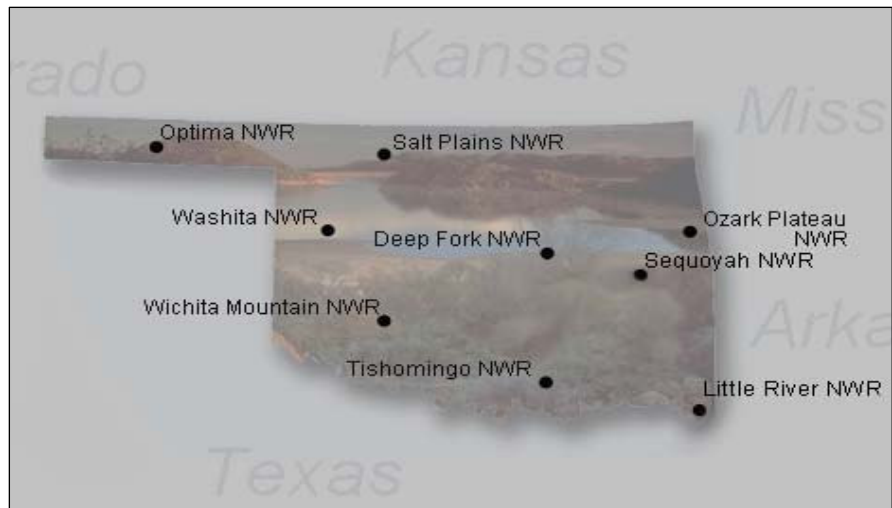 Kansas
rado
Miss
Optima NWR
Salt Plains NWR
Washita NWR
Ozark Plateau
NWR
Deep Fork NWR
Sequoyah NWR
Wichita Mountain NWR
Arka
Tishomingo NWR
Little River NWR
Texas